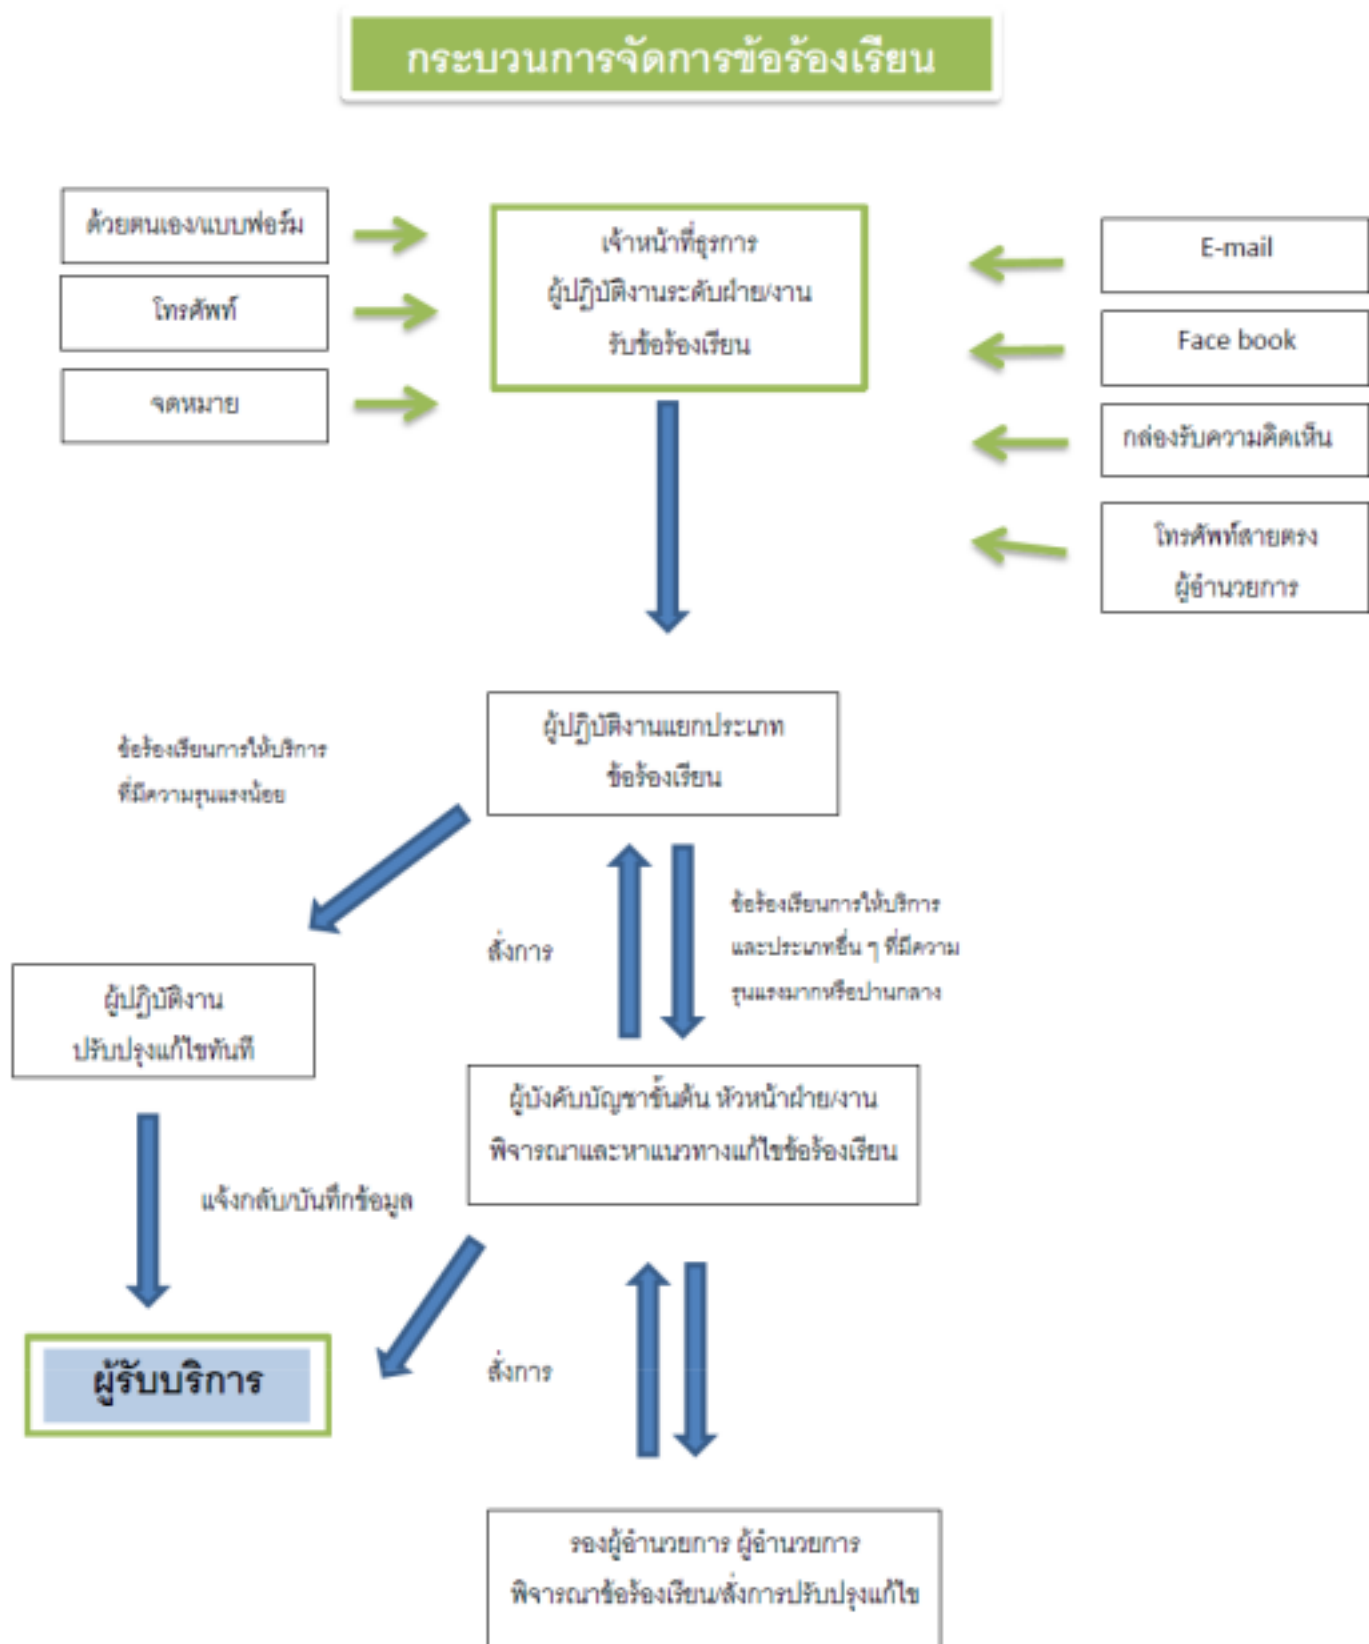 กระบวนการจัดการข้อร้องเรียน
ด้วยตนเอง/แบบฟอร์ม
โทรศัพท์
จดหมาย
เจ้าหน้าที่ธุรการ
ผู้ปฏิบัติงานระดับฝ่าย/งาน
รับข้อร้องเรียน
E-mail
Face book
กล่องรับความคิดเห็น
โทรศัพท์สายตรง
ผู้อำนวยการ
ผู้ปฏิบัติงานแยกประเภท
ข้อร้องเรียน
ข้อร้องเรียนการให้บริการ
ที่มีความรุนแรงน้อย
สั่งการ
ข้อร้องเรียนการให้บริการ
และประเภทอื่น ๆ ที่มีความ
รุนแรงมากหรือปานกลาง
ผู้ปฏิบัติงาน
ปรับปรุงแก้ไขทันที
ผู้บังคับบัญชาชั้นต้น หัวหน้าฝ่าย/งาน
พิจารณาและหาแนวทางแก้ไขข้อร้องเรียน
แจ้งกลับ/บันทึกข้อมูล
ผู้รับบริการ
สั่งการ
รองผู้อำนวยการ ผู้อำนวยการ
พิจารณาข้อร้องเรียน/สั่งการปรับปรุงแก้ไข